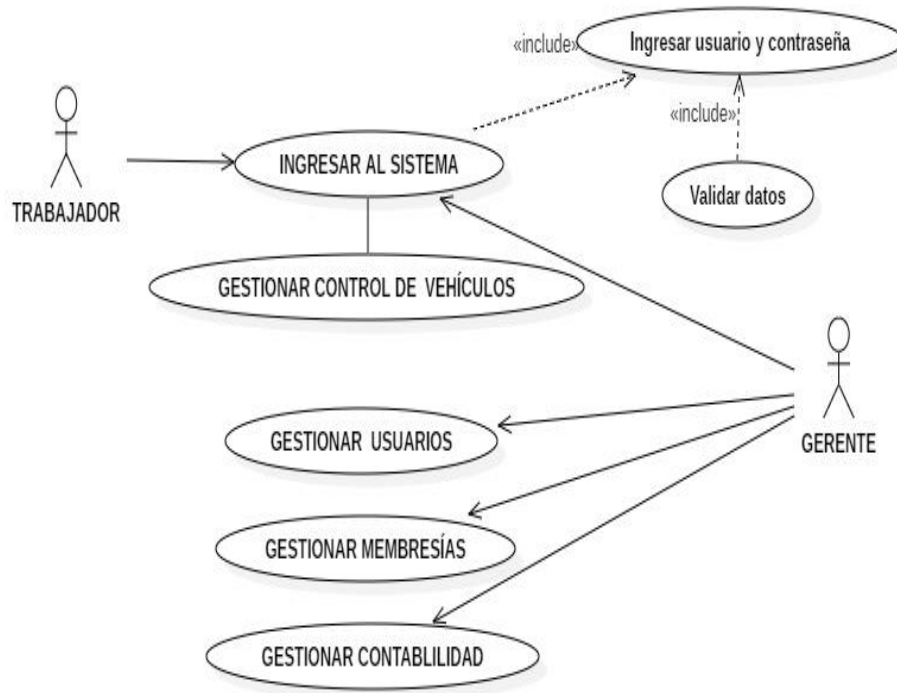 Ingresar usuario y contraseña
«include»
«include»
INGRESAR AL SISTEMA
Validar datos
TRABAJADOR
GESTIONAR CONTROL DE VEHÍCULOS
GESTIONAR USUARIOS
GERENTE
GESTIONAR MEMBRESÍAS
GESTIONAR CONTABLILIDAD